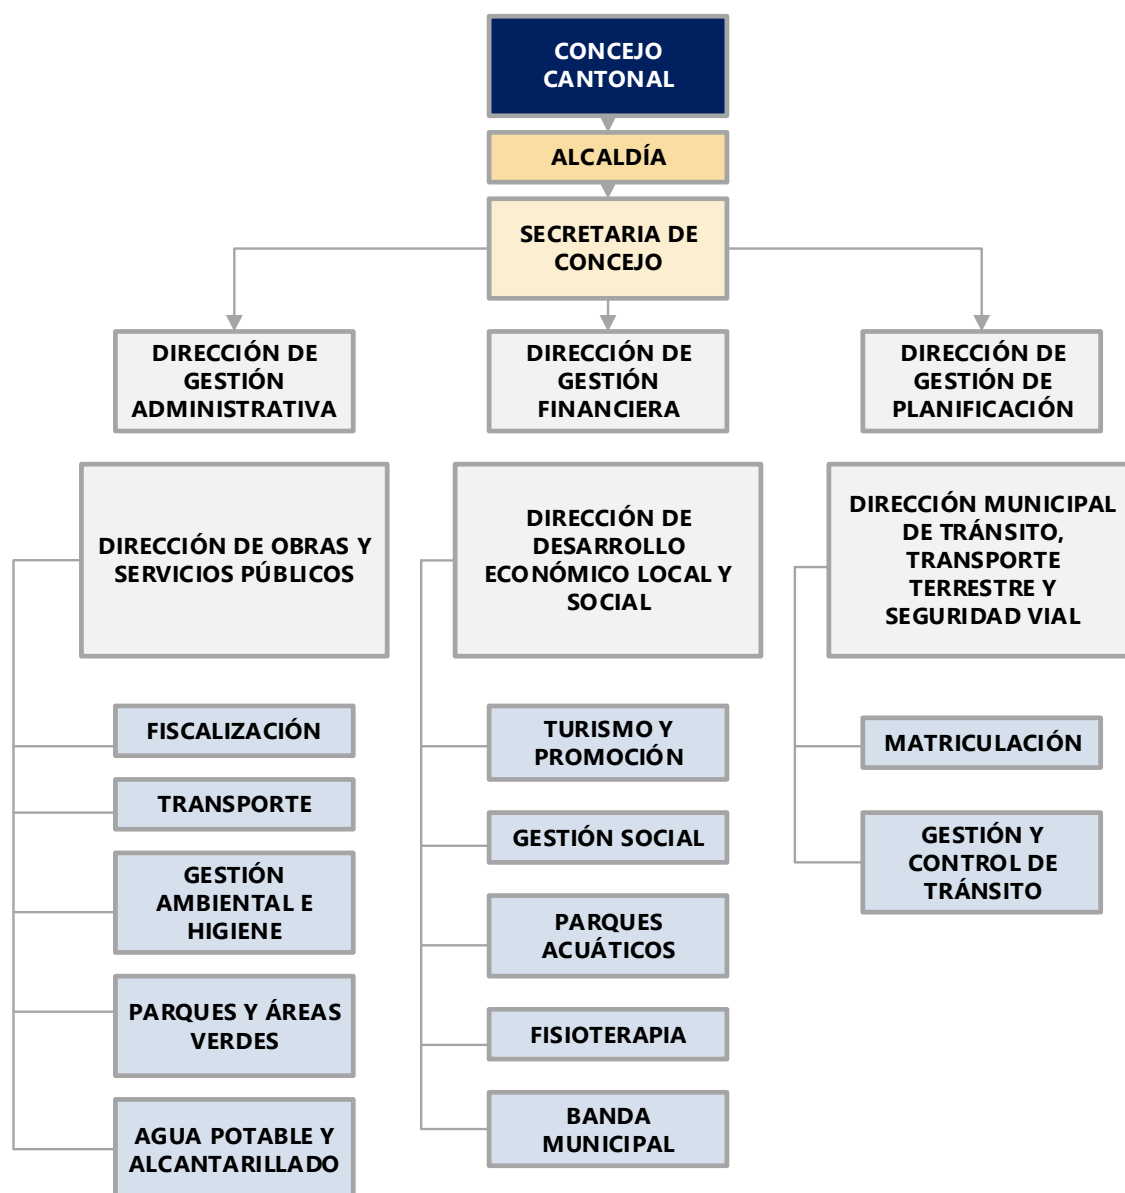 CONCEJO
CANTONAL
ALCALDÍA
SECRETARIA DE
CONCEJO
DIRECCIÓN DE
GESTIÓN
ADMINISTRATIVA
DIRECCIÓN DE
GESTIÓN
FINANCIERA
DIRECCIÓN DE
GESTIÓN DE
PLANIFICACIÓN
DIRECCIÓN DE OBRAS Y
SERVICIOS PÚBLICOS
DIRECCIÓN DE
DESARROLLO
ECONÓMICO LOCAL Y
SOCIAL
DIRECCIÓN MUNICIPAL
DE TRÁNSITO,
TRANSPORTE
TERRESTRE Y
SEGURIDAD VIAL
FISCALIZACIÓN
TRANSPORTE
GESTIÓN
AMBIENTAL E
HIGIENE
PARQUES Y ÁREAS
VERDES
AGUA POTABLE Y
ALCANTARILLADO
TURISMO Y
PROMOCIÓN
GESTIÓN SOCIAL
PARQUES
ACUÁTICOS
FISIOTERAPIA
BANDA
MUNICIPAL
MATRICULACIÓN
GESTIÓN Y
CONTROL DE
TRÁNSITO